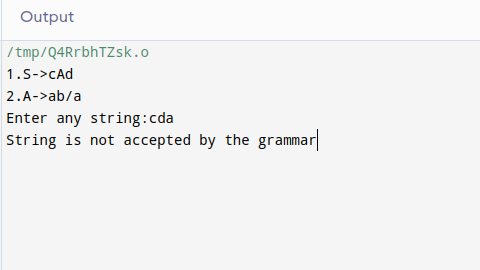 Output
/tmp/Q4RrbhTZsk.o
1.S->cAd
2.A->ab/a
Enter any string:cda
String is not accepted by the grammar